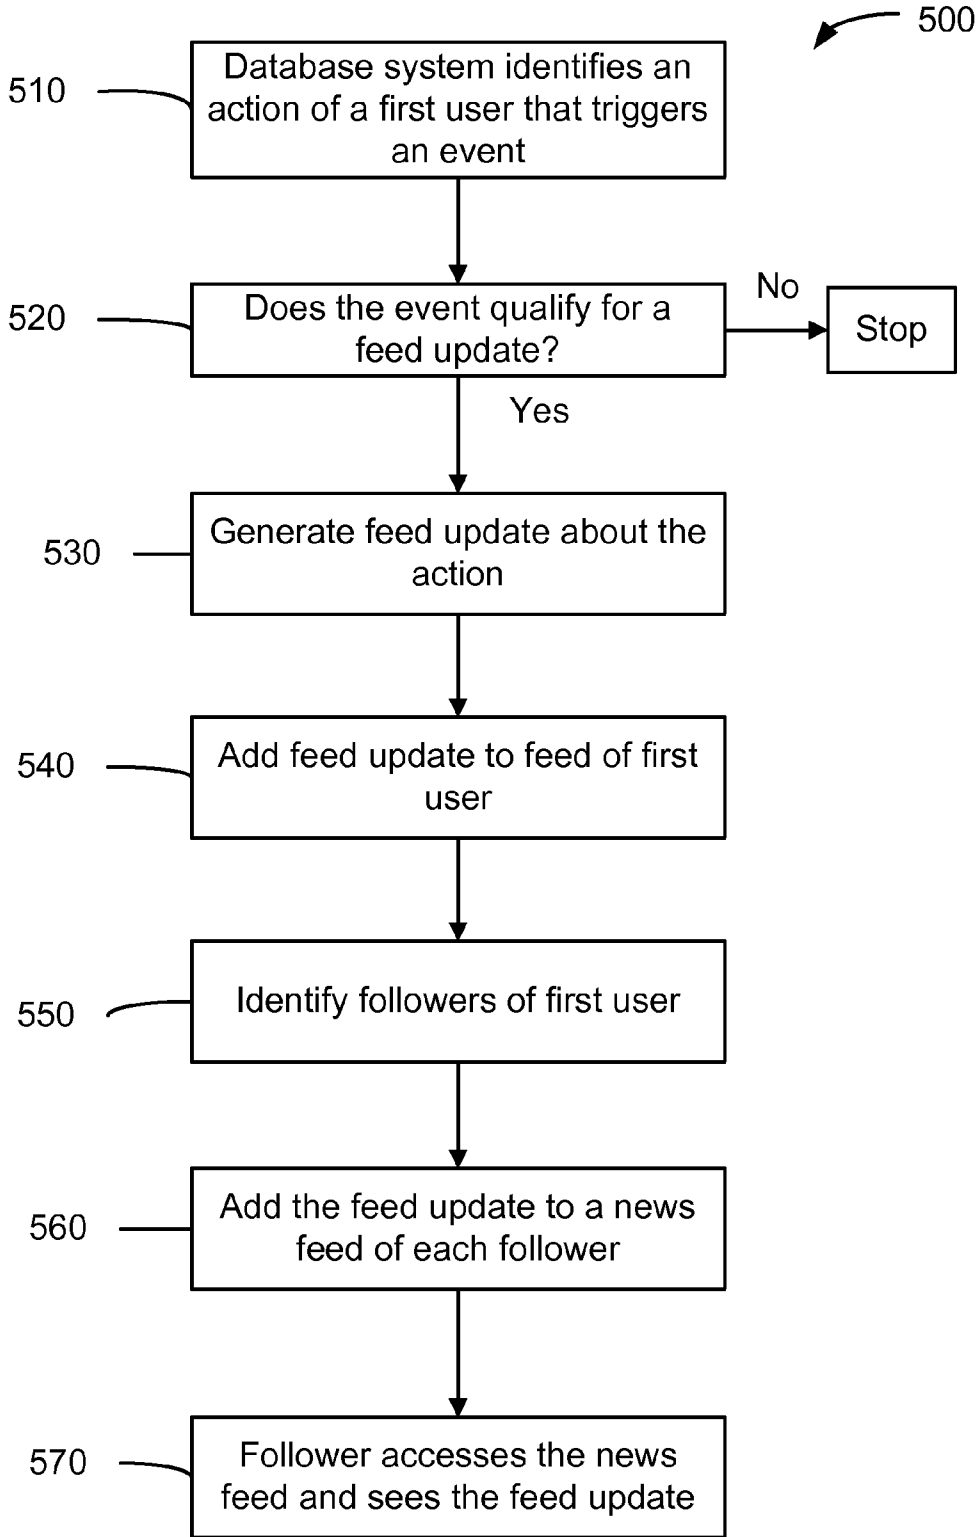 500
510
Database system identifies an
action of a first user that triggers
an event
520
Does the event qualify for a
feed update?
No
Stop
Yes
530
Generate feed update about the
action
540
Add feed update to feed of first
user
550
Identify followers of first user
560
Add the feed update to a news
feed of each follower
570
Follower accesses the news
feed and sees the feed update